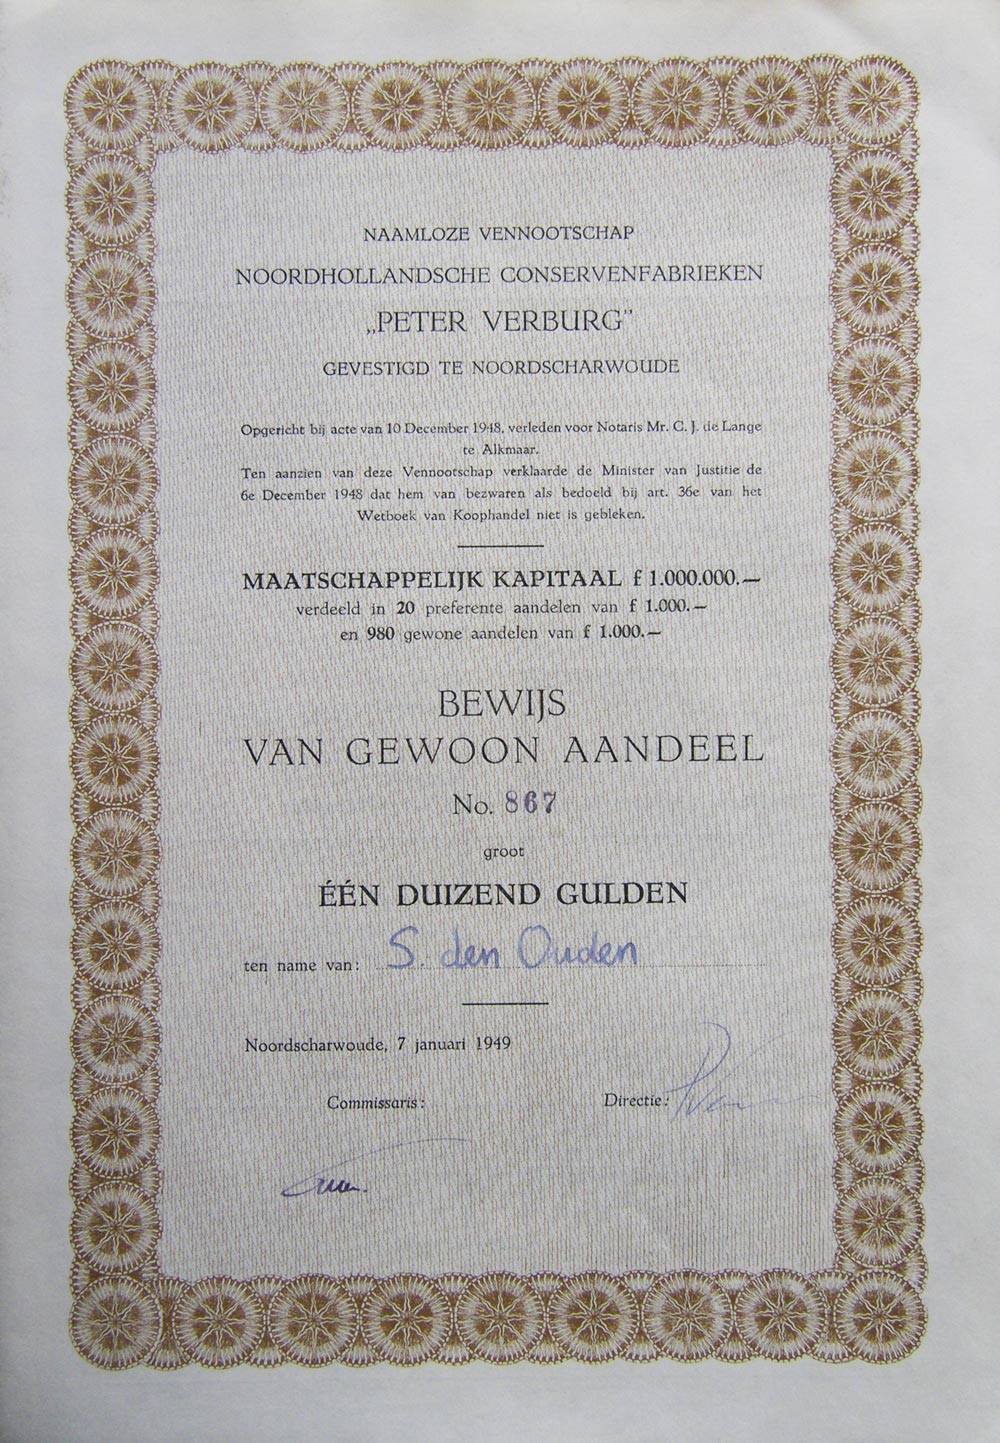 NAAMLOZE VENNOOTSCHAP
NOORDHOLLANDSCHE CONSERVENFABRIEKEN
„PETER VERBURG”
GEVESTIGD TE NOORDSCHARWOUDE
Opgericht bij acte van 10 December 1948, verleden voor Notaris Mr. C. J. de Lange
te Alkmaar.
Ten aanzien van deze Vennootschap verklaarde de Minister van Justitie de
6e December 1948 dat hem van bezwaren als bedoeld bij art. 36e van het
Wetboek van Koophandel niet is gebleken.
MAATSCHAPPELIJK KAPITAAL f 1.000.000.—
verdeeld in 20 preferente aandelen van f 1.000.—
en 980 gewone aandelen van f 1.000.—
BEWIJS
VAN GEWOON AANDEEL
No. 867
groot
ÉÉN DUIZEND GULDEN
ten name van: S. den Ouden
Noordscharwoude, 7 januari 1949
Commissaris: Directie: